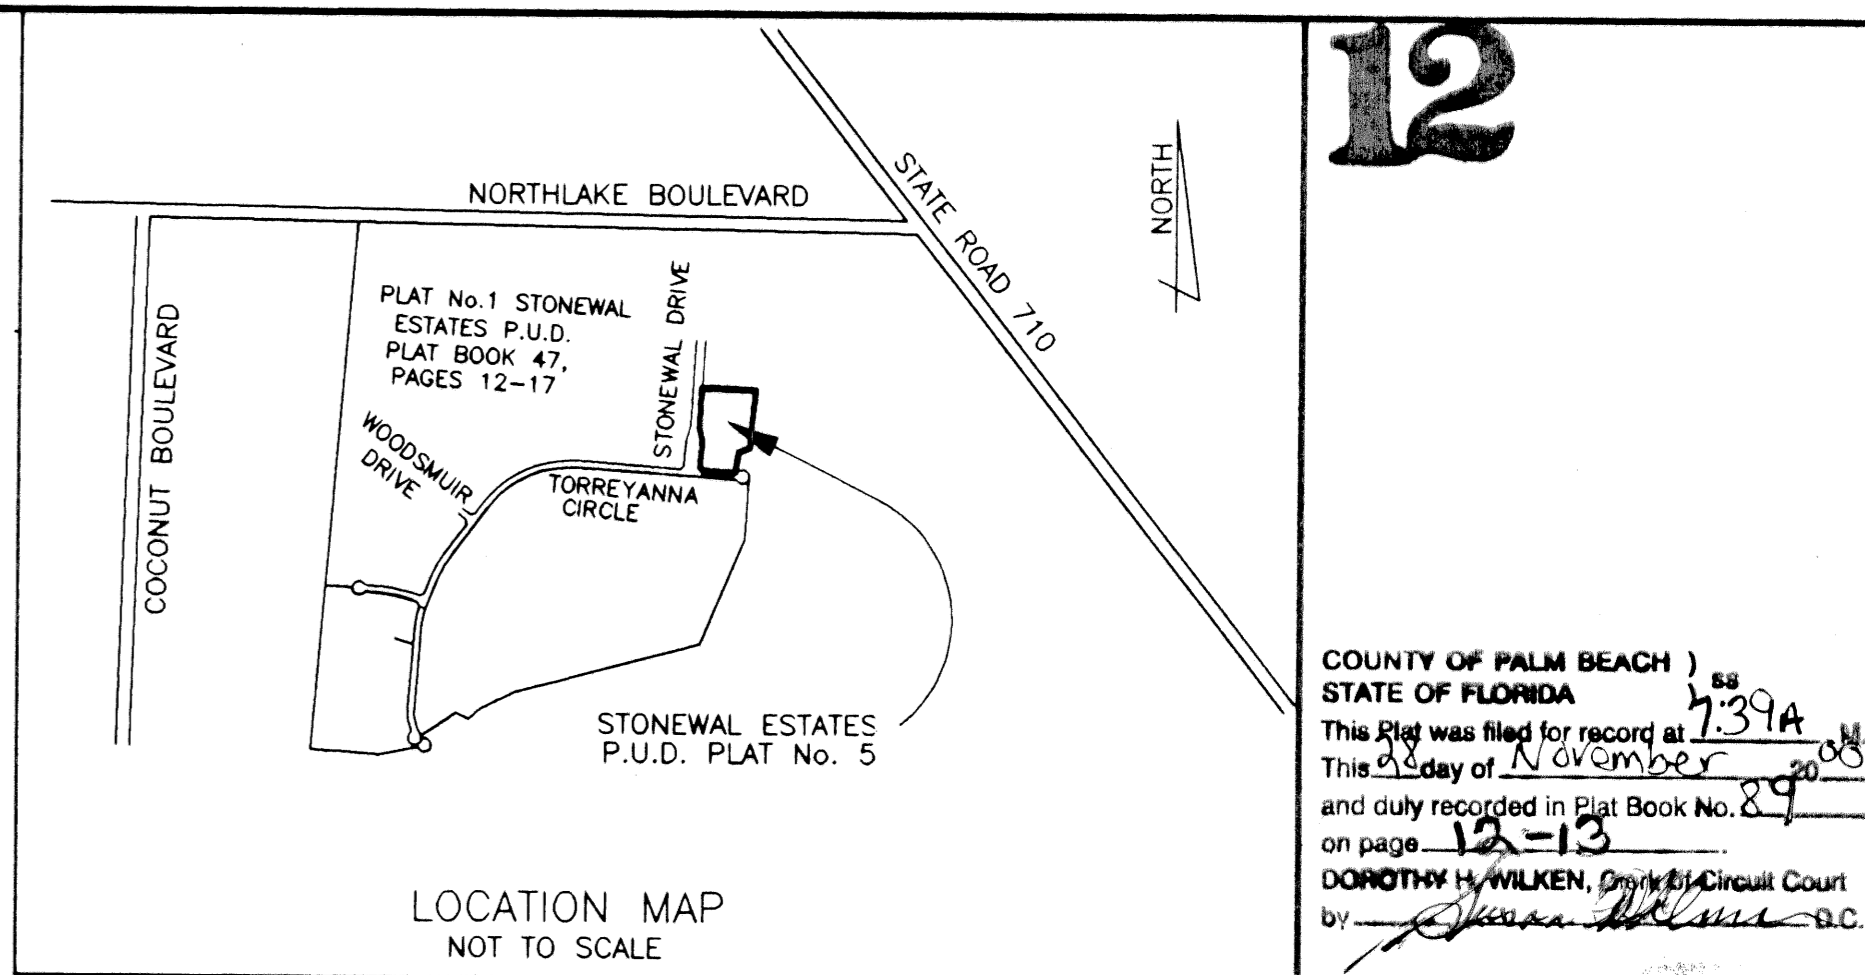 12
NORTHLAKE BOULEVARD
STATE ROAD 710
NORTH
COCONUT BOULEVARD
PLAT No.1 STONEWAL
ESTATES P.U.D.
PLAT BOOK 47,
PAGES 12-17
STONEWAL DRIVE
WOODSMUIR
DRIVE
TORREYANNA
CIRCLE
STONEWAL ESTATES
P.U.D. PLAT No. 5
LOCATION MAP
NOT TO SCALE
COUNTY OF PALM BEACH )
SS
STATE OF FLORIDA )
This Plat was filed for record at 7:39A M.
This 28 day of November 2000
and duly recorded in Plat Book No. 89
on page 12-13
DOROTHY H. WILKEN, Clerk of Circuit Court
by D.C.